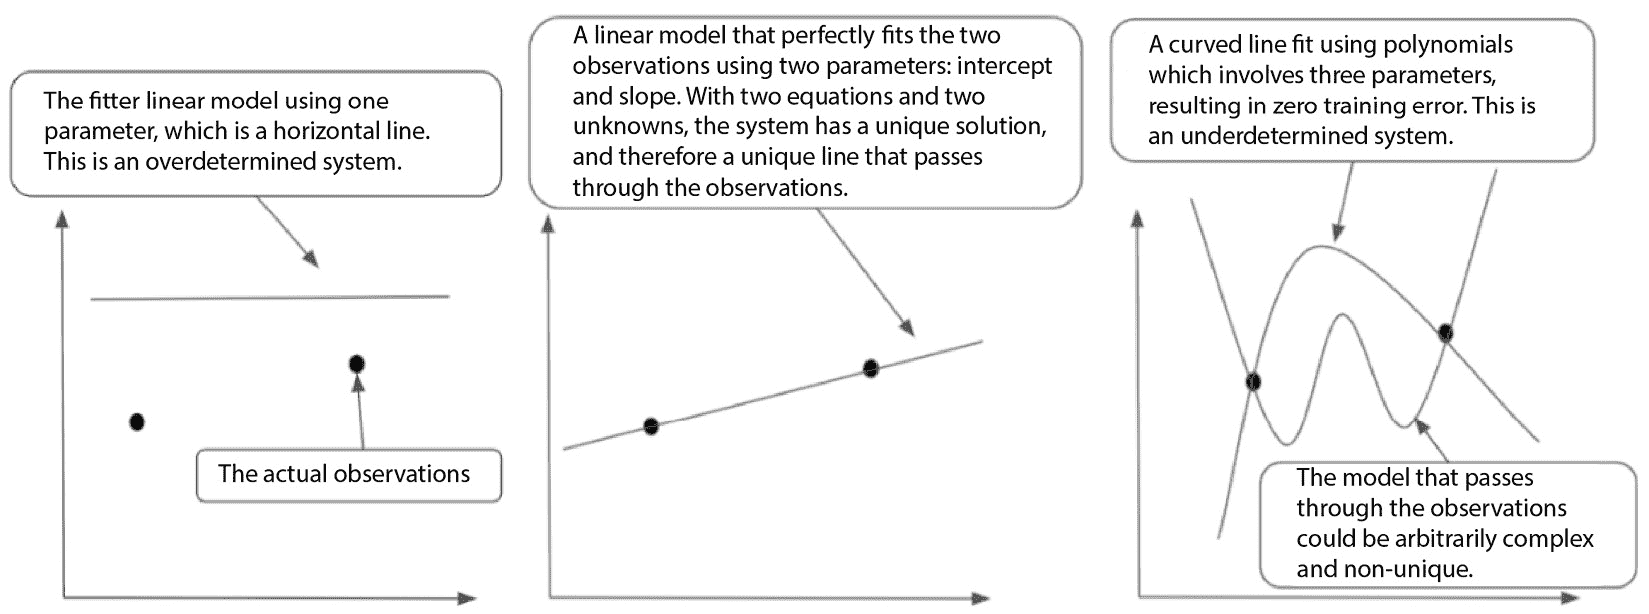 The fitter linear model using one
parameter, which is a horizontal line.
This is an overdetermined system.
The actual observations
A linear model that perfectly fits the two
observations using two parameters: intercept
and slope. With two equations and two
unknowns, the system has a unique solution,
and therefore a unique line that passes
through the observations.
A curved line fit using polynomials
which involves three parameters,
resulting in zero training error. This is
an underdetermined system.
The model that passes
through the observations
could be arbitrarily complex
and non-unique.